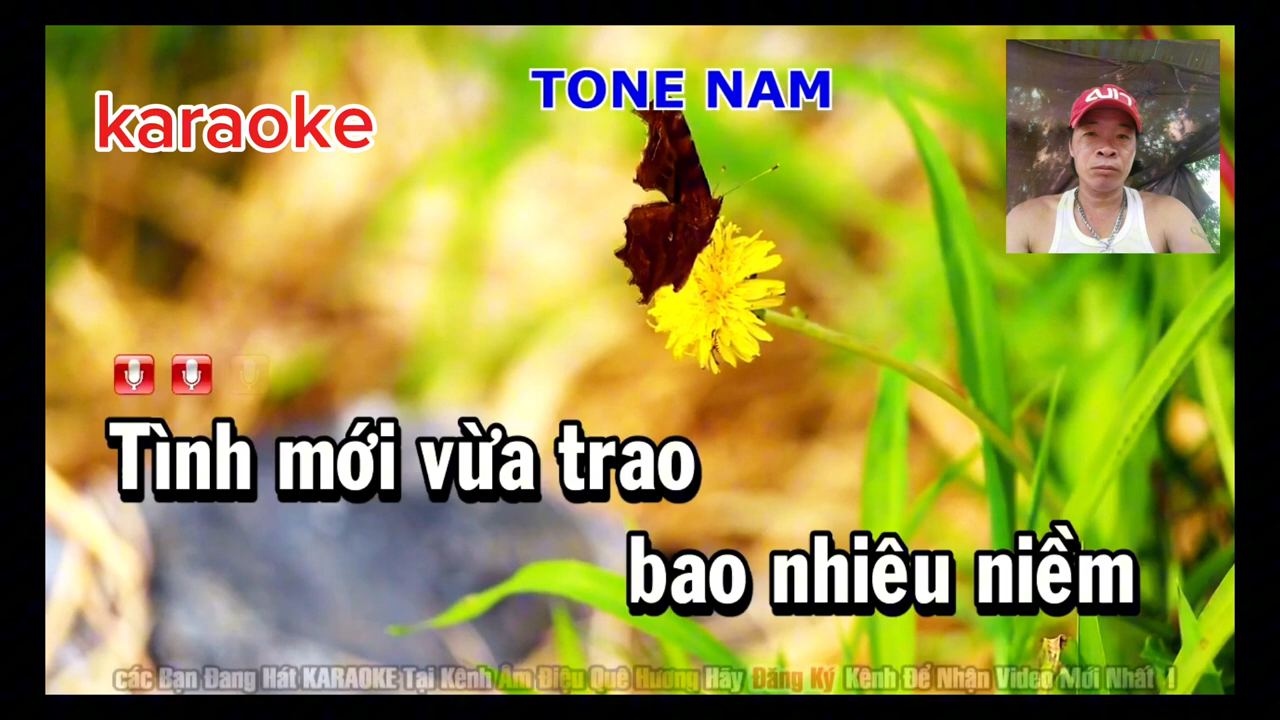 TONE NAM
karaoke
Tình mới vừa trao
bao nhiêu niềm
các Bạn Đang Hát KARAOKE Tại Kênh Âm Điệu Quê Hương Hãy Đăng Ký Kênh Để Nhận Video Mới Nhất !